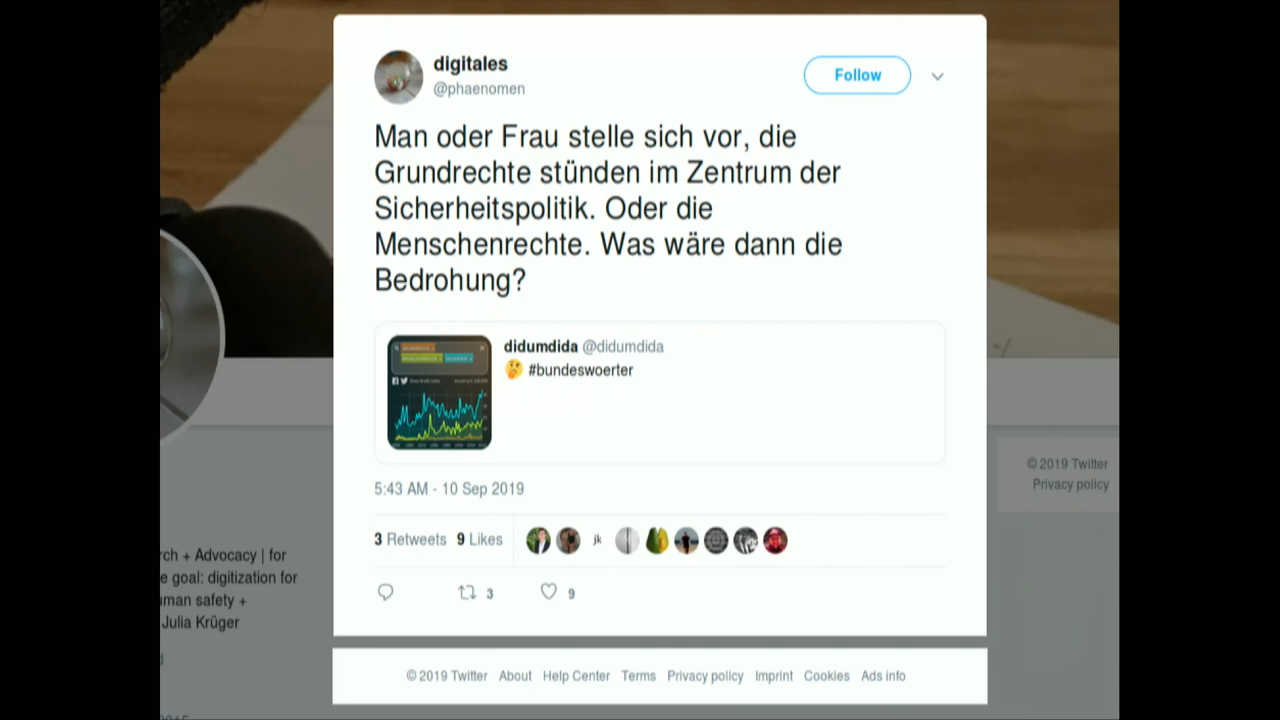 digitales
@phaenomen
Follow
Man oder Frau stelle sich vor, die
Grundrechte stünden im Zentrum der
Sicherheitspolitik. Oder die
Menschenrechte. Was wäre dann die
Bedrohung?
didumdida @didumdida
🤔 #bundeswoerter
5:43 AM - 10 Sep 2019
3 Retweets 9 Likes
jk
3 9
© 2019 Twitter About Help Center Terms Privacy policy Imprint Cookies Ads info
rch + Advocacy | for
e goal: digitization for
man safety +
Julia Krüger
© 2019 Twitter
Privacy policy